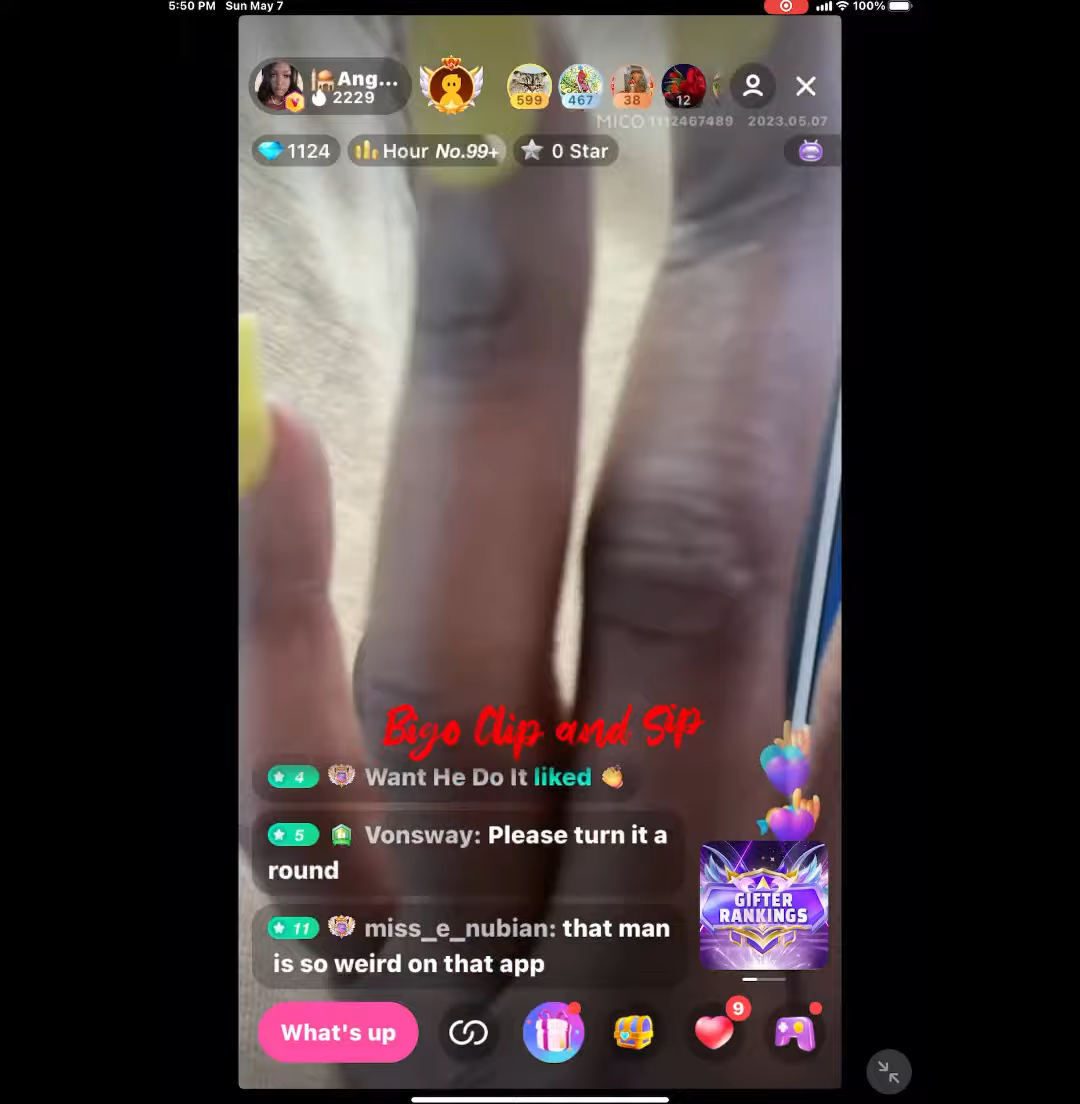 5:50 PM Sun May 7
100%
Ang...
2229
599
467
38
12
MICO 1112467489 2023.05.07
1124
Hour No.99+
0 Star
Bigo Clip and Sip
4 Want He Do It liked
5 Vonsway: Please turn it a
round
11 miss_e_nubian: that man
is so weird on that app
GIFTER
RANKINGS
What's up
9